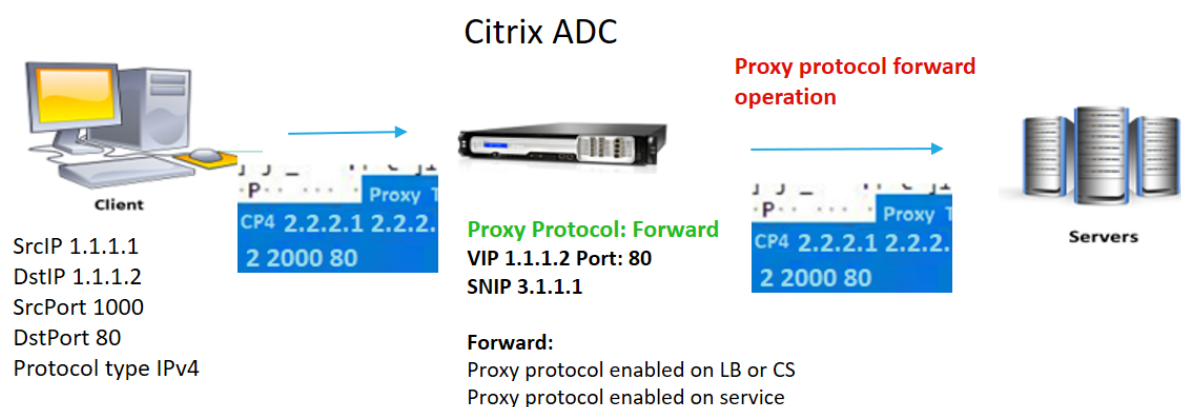 Citrix ADC
Proxy protocol forward
operation
Client
SrcIP 1.1.1.1
DstIP 1.1.1.2
SrcPort 1000
DstPort 80
Protocol type IPv4
Proxy
CP4 2.2.2.1 2.2.2.
2 2000 80
Proxy Protocol: Forward
VIP 1.1.1.2 Port: 80
SNIP 3.1.1.1
Forward:
Proxy protocol enabled on LB or CS
Proxy protocol enabled on service
Proxy
CP4 2.2.2.1 2.2.2.
2 2000 80
Servers